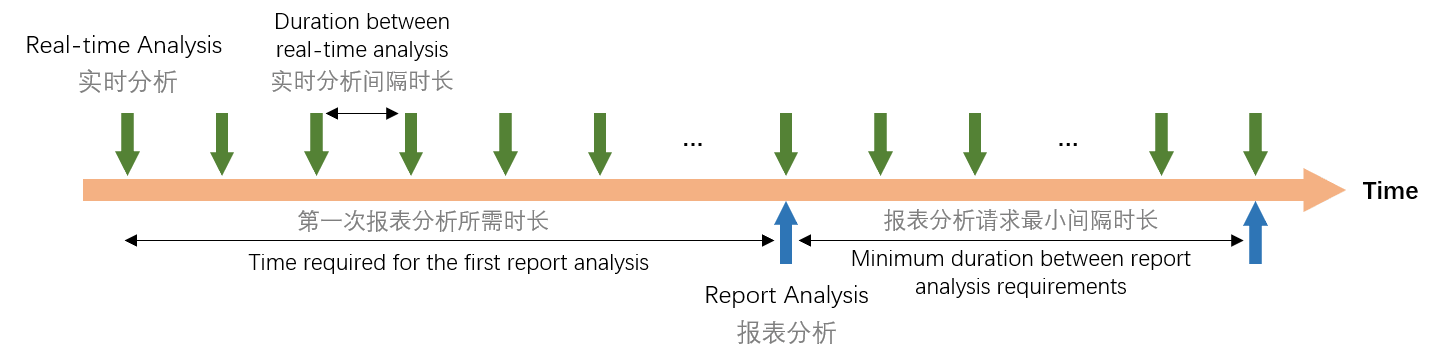 Real-time Analysis
实时分析
Duration between
real-time analysis
实时分析间隔时长
...
...
Time
第一次报表分析所需时长
Time required for the first report analysis
报表分析请求最小间隔时长
Minimum duration between report
analysis requirements
Report Analysis
报表分析